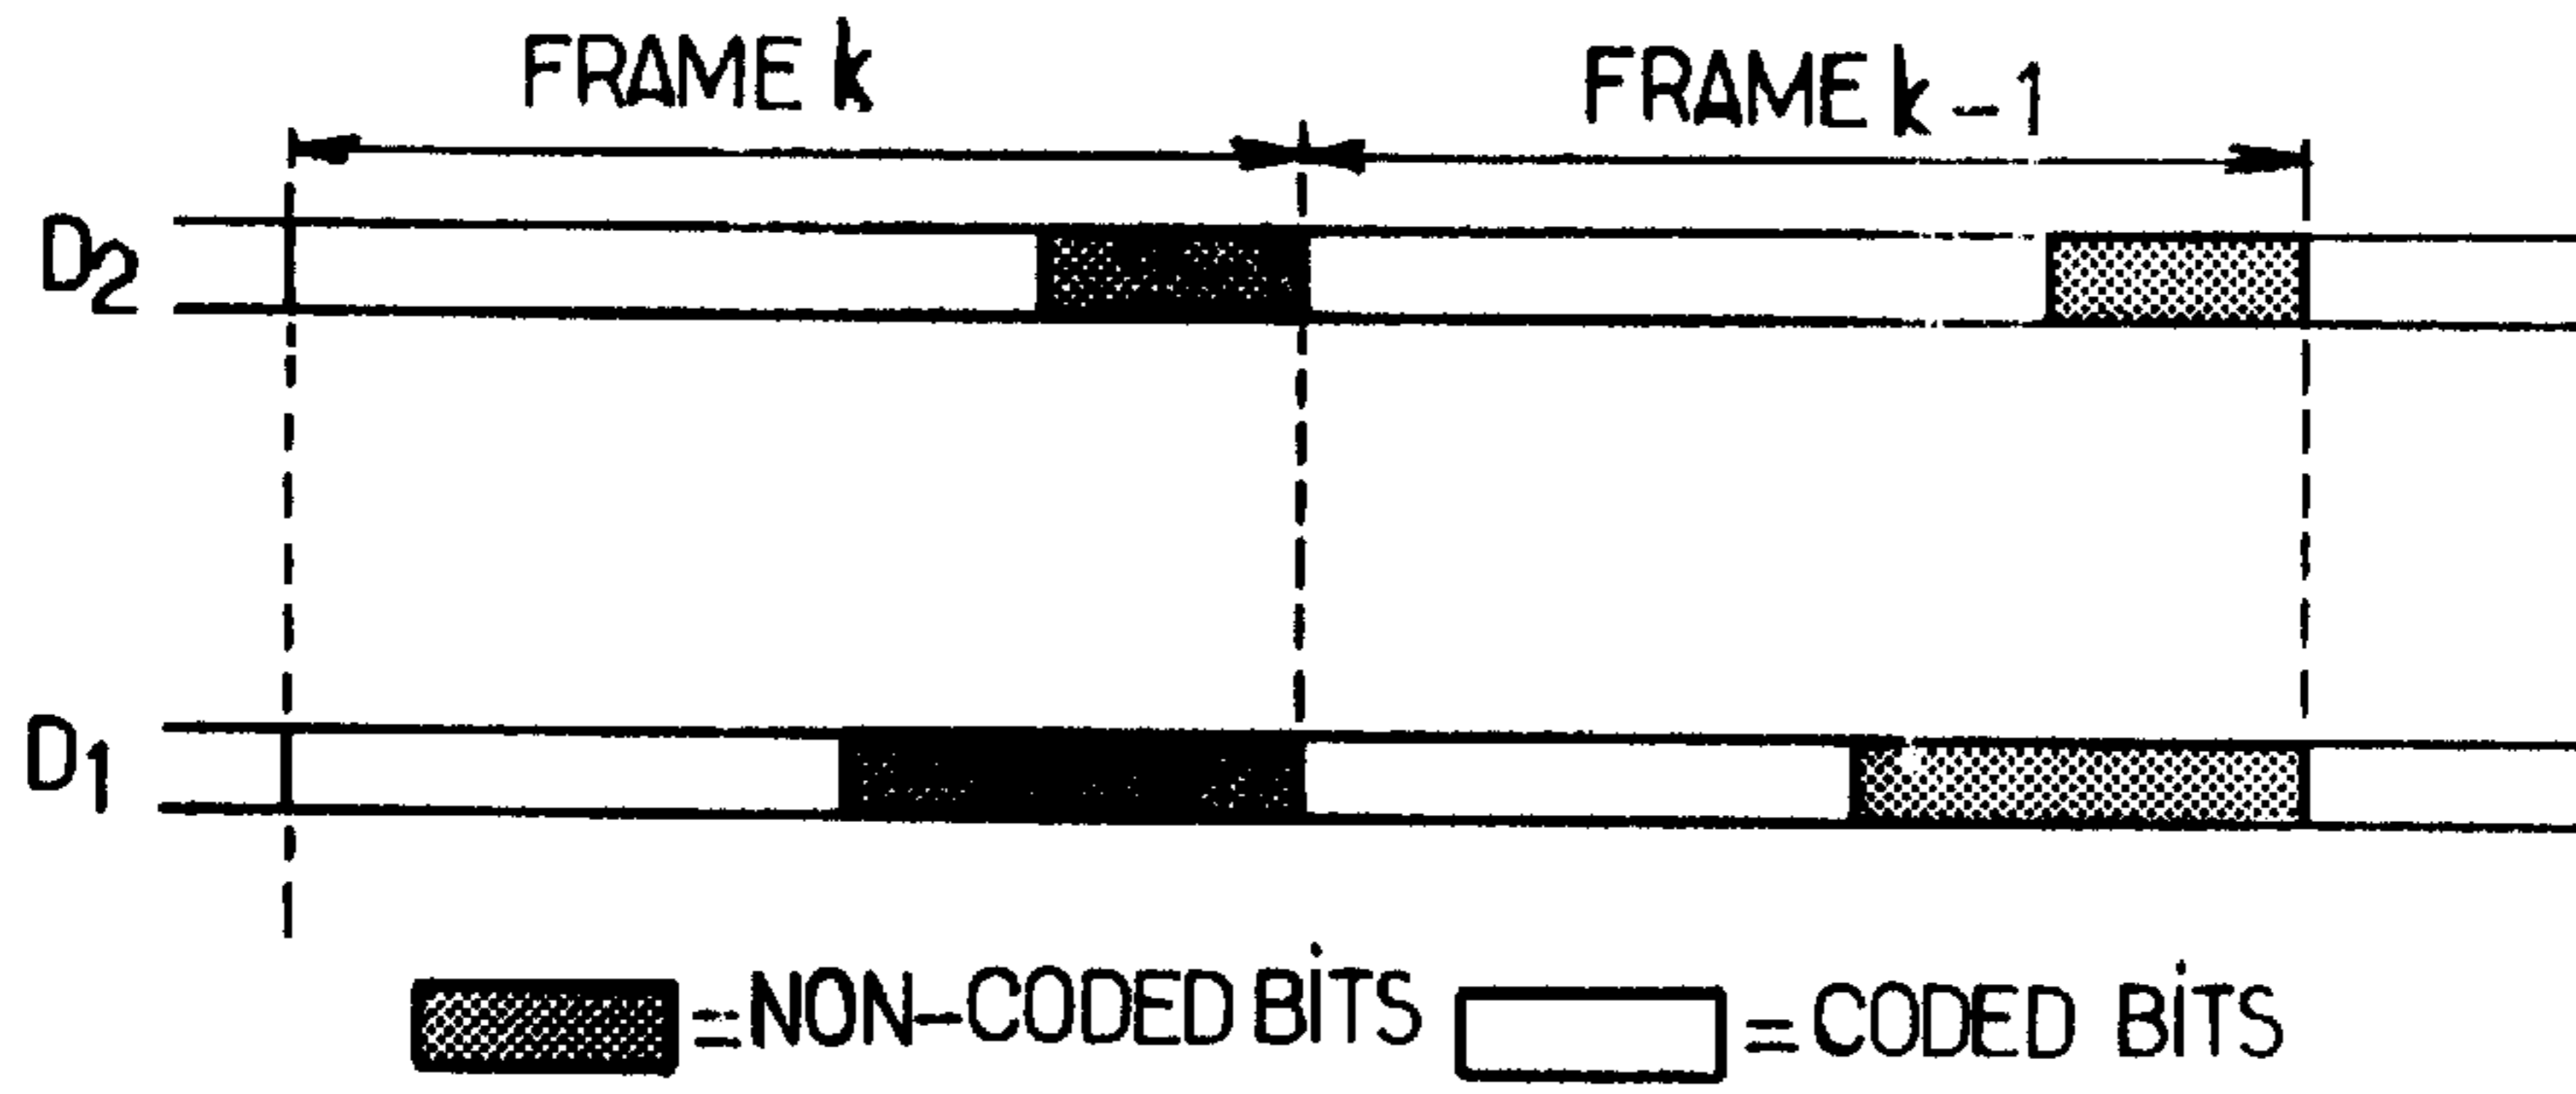 FRAME k
FRAME k-1
D2
D1
=NON-CODED BITS
= CODED BITS